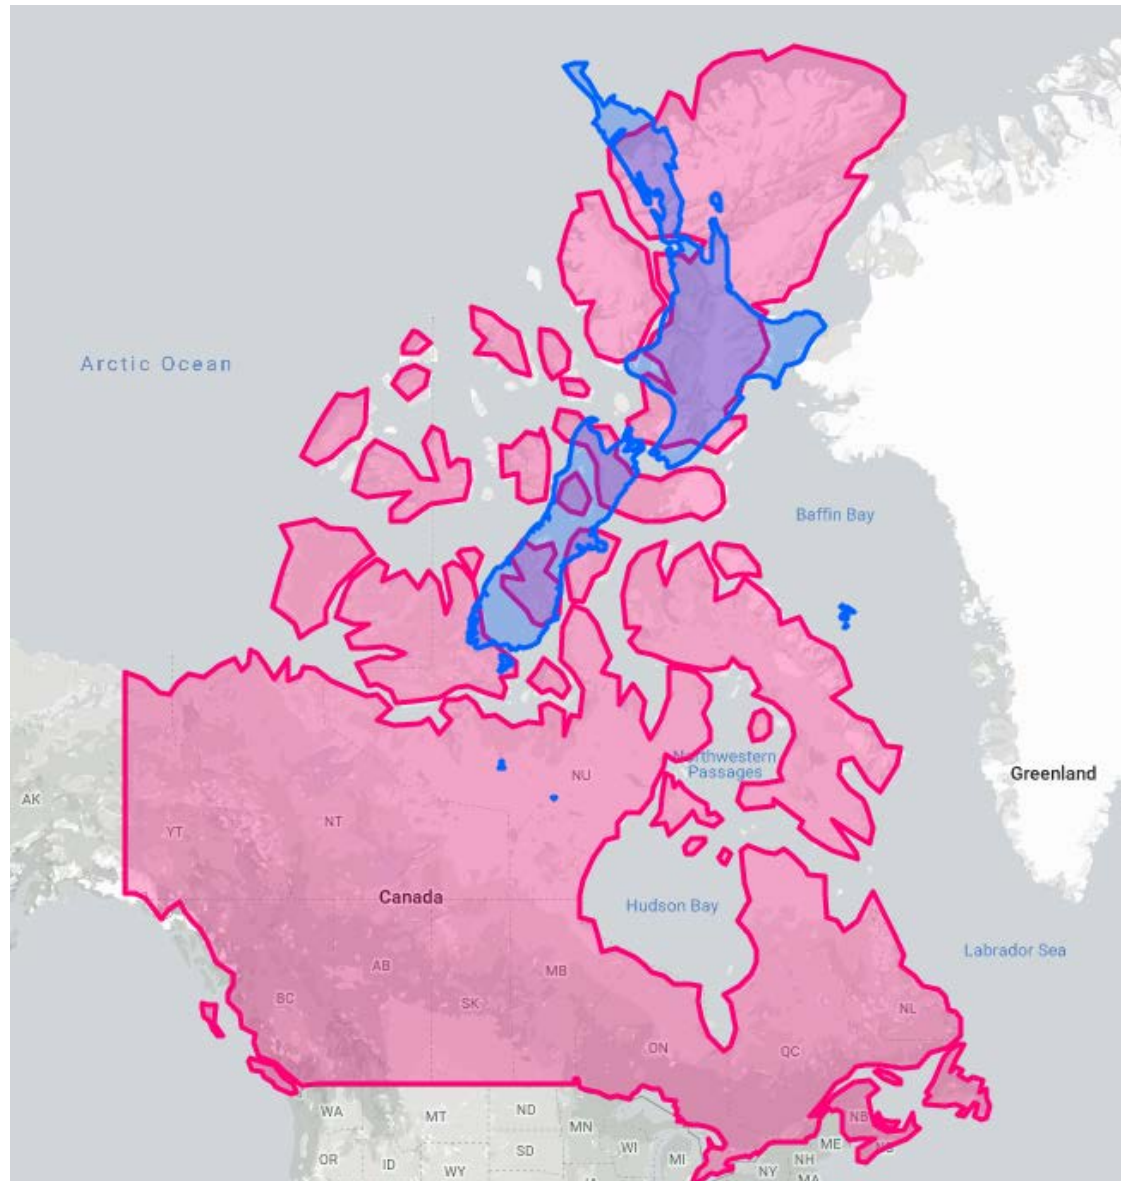 Arctic Ocean
Baffin Bay
Greenland
Northwestern
Passages
NU
AK
YT
NT
Canada
Hudson Bay
Labrador Sea
AB
MB
BC
SK
NL
ON
QC
WA
MT
ND
MN
NB
OR
ID
SD
WI
MI
ME
NS
WY
NY
NH
MA